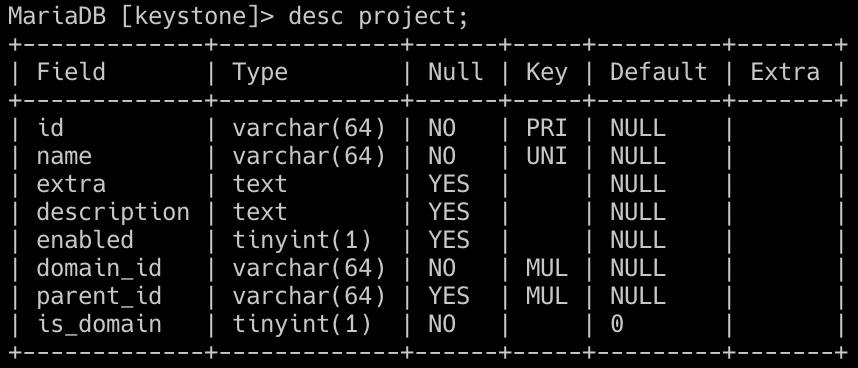 MariaDB [keystone]> desc project;
+-------------+-------------+------+-----+---------+-------+
| Field       | Type        | Null | Key | Default | Extra |
+-------------+-------------+------+-----+---------+-------+
| id          | varchar(64) | NO   | PRI | NULL    |       |
| name        | varchar(64) | NO   | UNI | NULL    |       |
| extra       | text        | YES  |     | NULL    |       |
| description | text        | YES  |     | NULL    |       |
| enabled     | tinyint(1)  | YES  |     | NULL    |       |
| domain_id   | varchar(64) | NO   | MUL | NULL    |       |
| parent_id   | varchar(64) | YES  | MUL | NULL    |       |
| is_domain   | tinyint(1)  | NO   |     | 0       |       |
+-------------+-------------+------+-----+---------+-------+